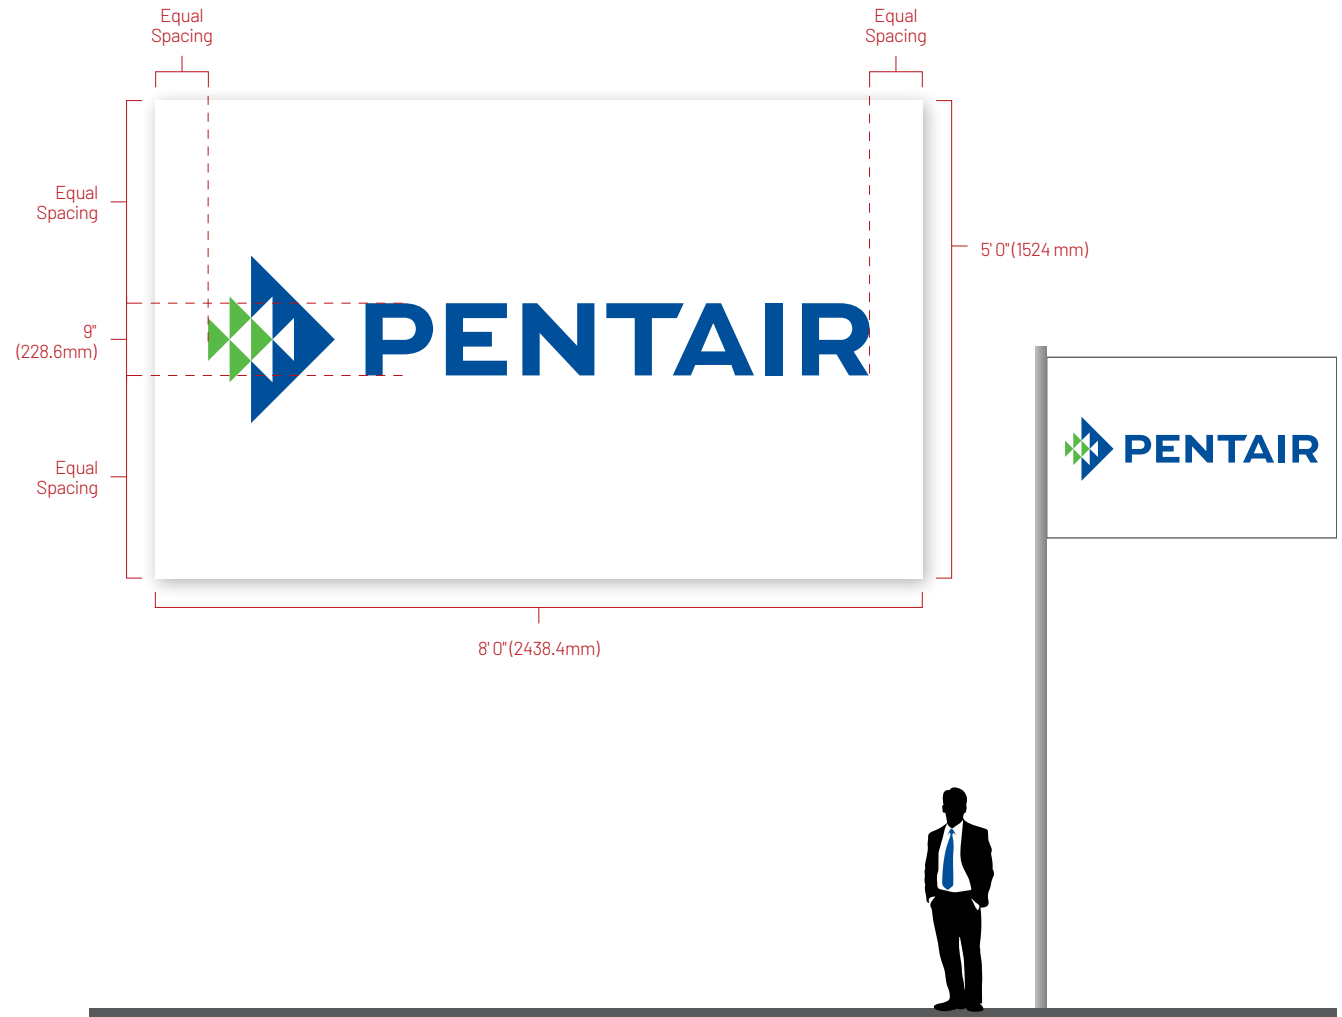 Equal
Spacing
Equal
Spacing
Equal
Spacing
5' 0" (1524 mm)
9"
(228.6mm)
PENTAIR
PENTAIR
Equal
Spacing
8' 0" (2438.4mm)